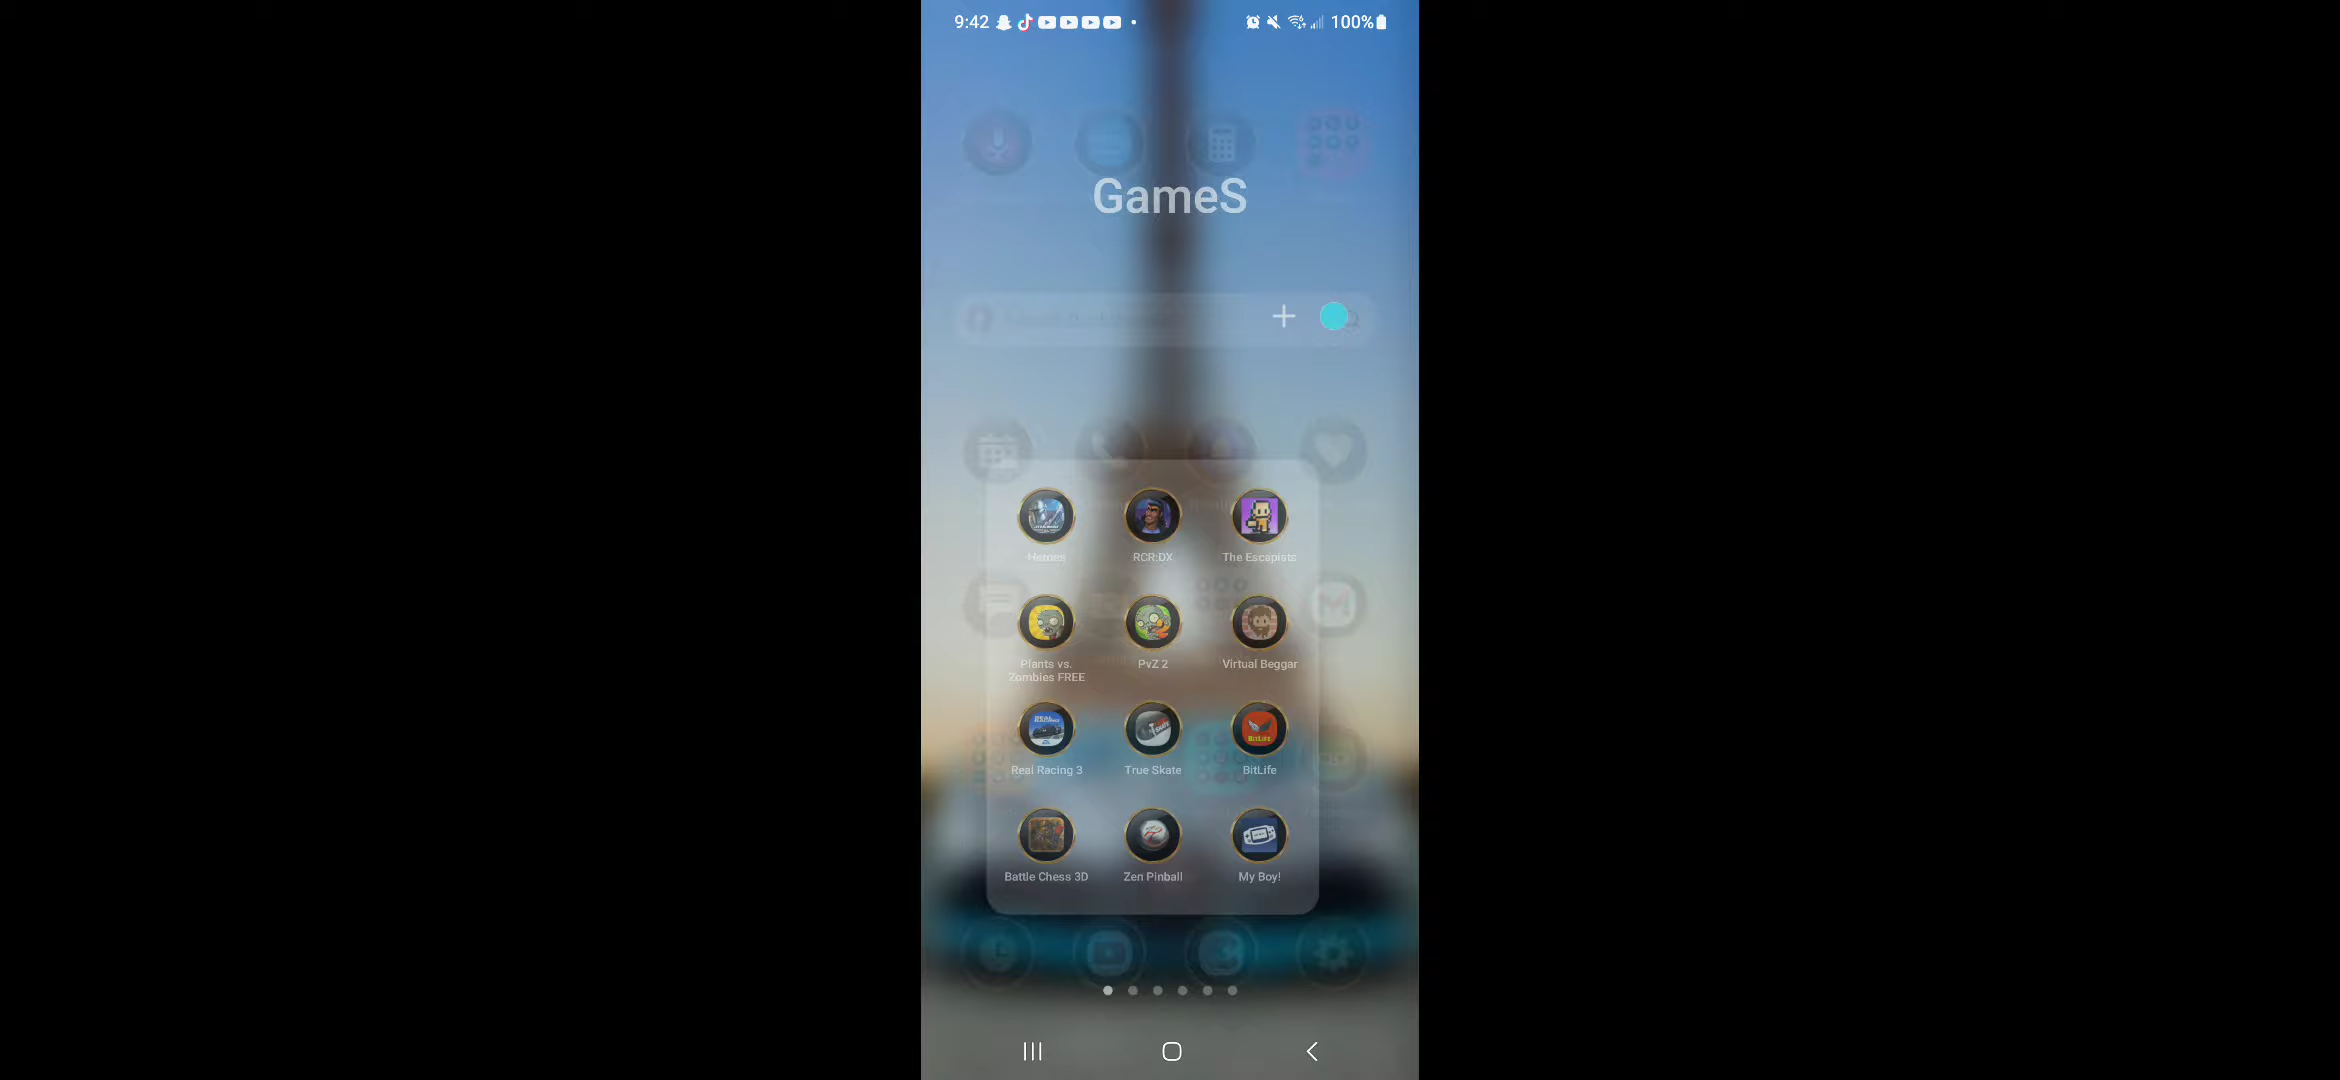 9:42
100%
GameS
Heroes
RCR:DX
The Escapists
Plants vs.
Zombies FREE
PvZ 2
Virtual Beggar
Real Racing 3
True Skate
BitLife
Battle Chess 3D
Zen Pinball
My Boy!